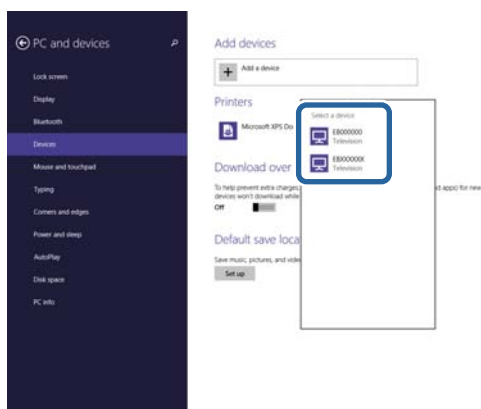 PC and devices
Lock screen
Display
Bluetooth
Devices
Mouse and touchpad
Typing
Corners and edges
Power and sleep
AutoPlay
Disk space
PC info
Add devices
Add a device
Printers
Microsoft XPS Do
Select a device
EB000000
Television
Television
Download over
To help prevent extra charges,
d apps) for new
devices won't download while
Off
Default save loca
Save music, pictures, and vide
Set up